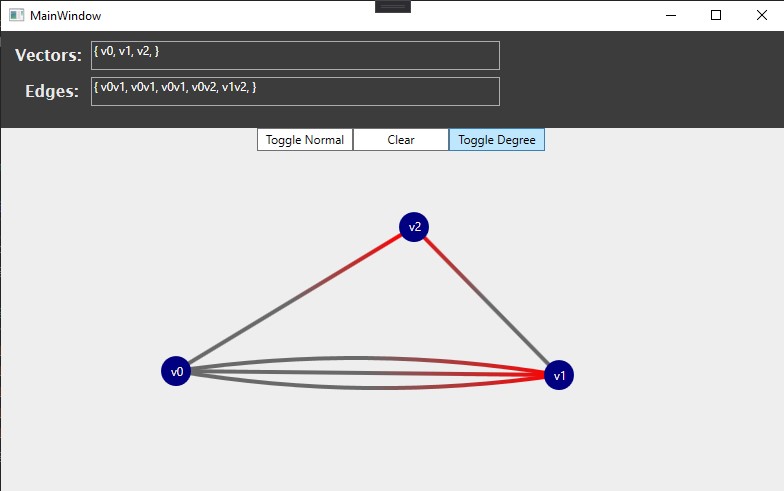 MainWindow
Vectors: { v0, v1, v2, }
Edges: { v0v1, v0v1, v0v1, v0v2, v1v2, }
Toggle Normal Clear Toggle Degree
v2
v0 v1